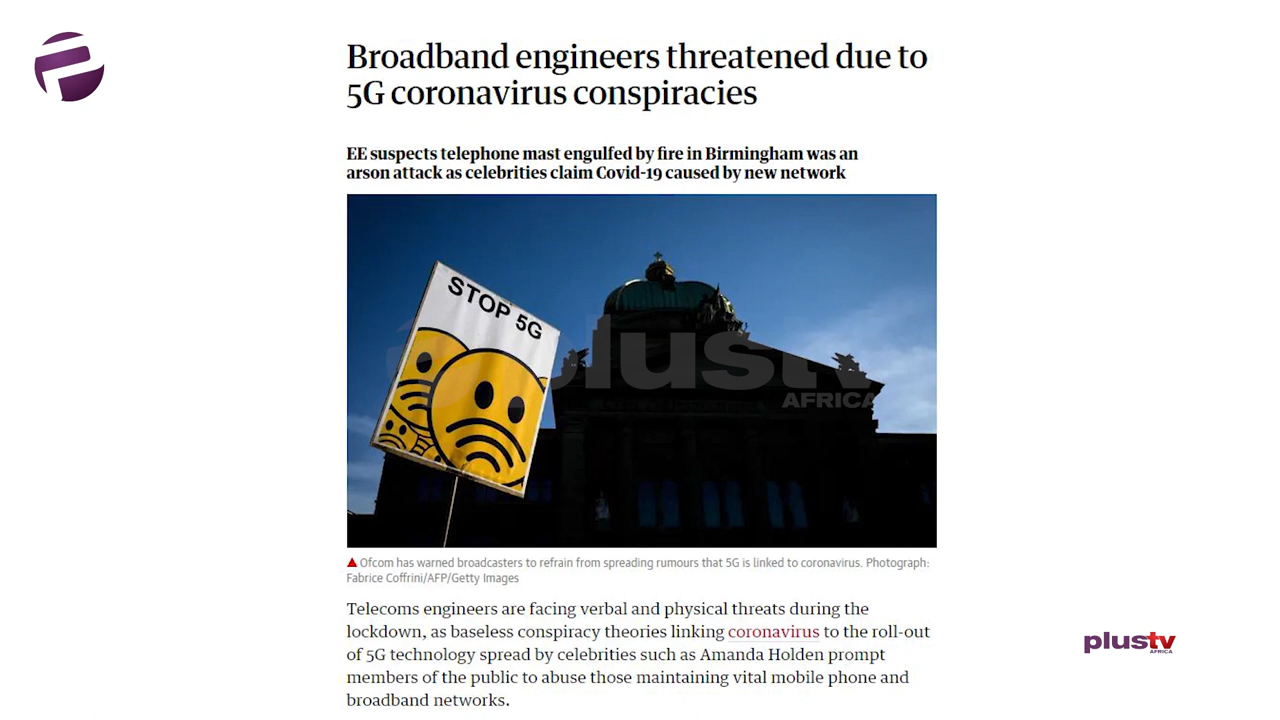 Broadband engineers threatened due to
5G coronavirus conspiracies
EE suspects telephone mast engulfed by fire in Birmingham was an
arson attack as celebrities claim Covid-19 caused by new network
STOP 5G
plustv
AFRICA
Ofcom has warned broadcasters to refrain from spreading rumours that 5G is linked to coronavirus. Photograph:
Fabrice Coffrini/AFP/Getty Images
Telecoms engineers are facing verbal and physical threats during the
lockdown, as baseless conspiracy theories linking coronavirus to the roll-out
of 5G technology spread by celebrities such as Amanda Holden prompt
members of the public to abuse those maintaining vital mobile phone and
broadband networks.
plustv
AFRICA